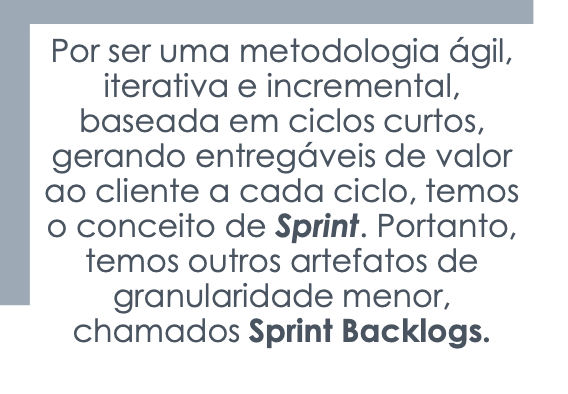 Por ser uma metodologia ágil,
iterativa e incremental,
baseada em ciclos curtos,
gerando entregáveis de valor
ao cliente a cada ciclo, temos
o conceito de Sprint. Portanto,
temos outros artefatos de
granularidade menor,
chamados Sprint Backlogs.